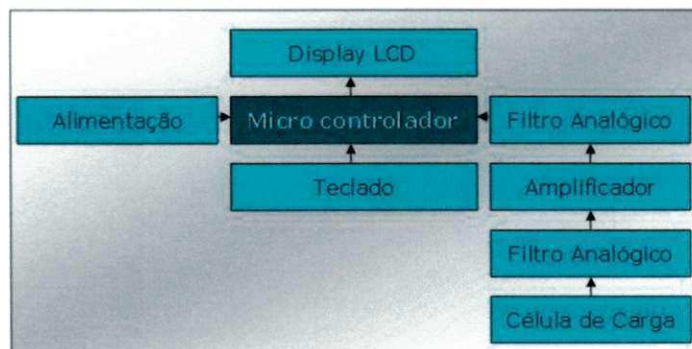 Display LCD
Alimentação
Micro controlador
Filtro Analógico
Teclado
Amplificador
Filtro Analógico
Célula de Carga